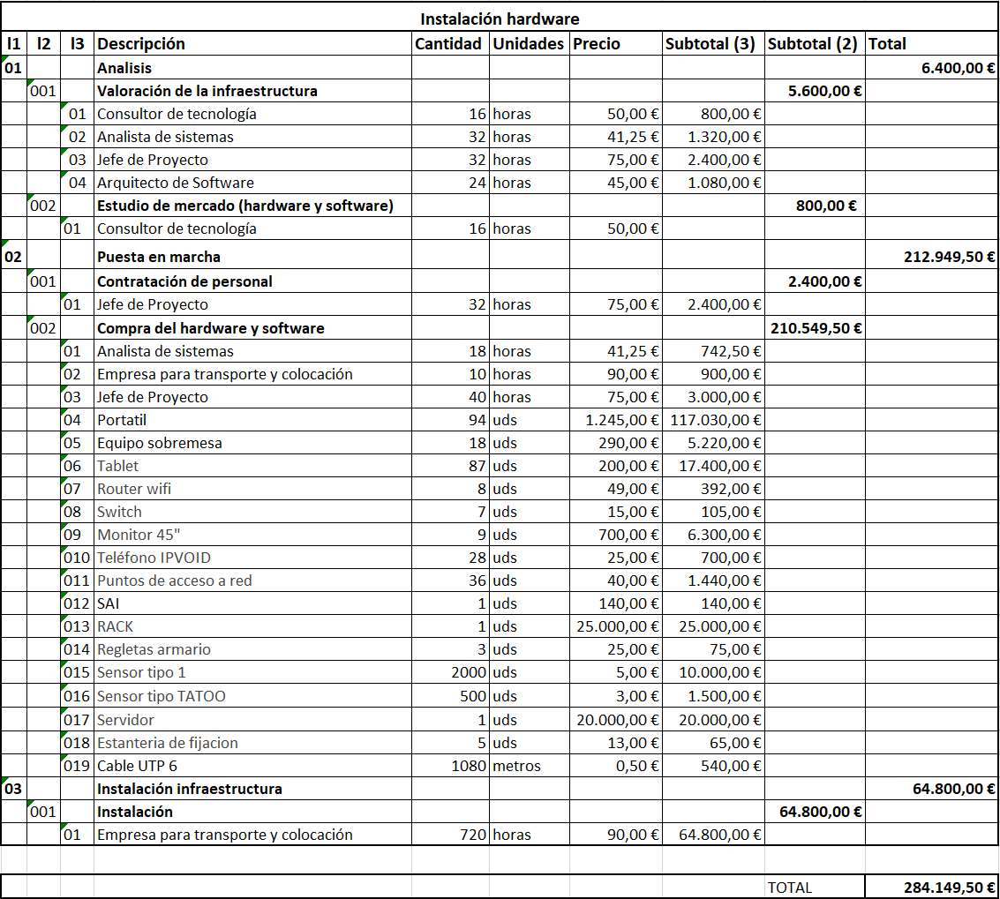 Instalación hardware
l1 l2 l3 Descripción Cantidad Unidades Precio Subtotal (3) Subtotal (2) Total
01 Analisis 6.400,00 €
001 Valoración de la infraestructura 5.600,00 €
01 Consultor de tecnología 16 horas 50,00 € 800,00 €
02 Analista de sistemas 32 horas 41,25 € 1.320,00 €
03 Jefe de Proyecto 32 horas 75,00 € 2.400,00 €
04 Arquitecto de Software 24 horas 45,00 € 1.080,00 €
002 Estudio de mercado (hardware y software) 800,00 €
01 Consultor de tecnología 16 horas 50,00 €
02 Puesta en marcha 212.949,50 €
001 Contratación de personal 2.400,00 €
01 Jefe de Proyecto 32 horas 75,00 € 2.400,00 €
002 Compra del hardware y software 210.549,50 €
01 Analista de sistemas 18 horas 41,25 € 742,50 €
02 Empresa para transporte y colocación 10 horas 90,00 € 900,00 €
03 Jefe de Proyecto 40 horas 75,00 € 3.000,00 €
04 Portatil 94 uds 1.245,00 € 117.030,00 €
05 Equipo sobremesa 18 uds 290,00 € 5.220,00 €
06 Tablet 87 uds 200,00 € 17.400,00 €
07 Router wifi 8 uds 49,00 € 392,00 €
08 Switch 7 uds 15,00 € 105,00 €
09 Monitor 45" 9 uds 700,00 € 6.300,00 €
010 Teléfono IPVOID 28 uds 25,00 € 700,00 €
011 Puntos de acceso a red 36 uds 40,00 € 1.440,00 €
012 SAI 1 uds 140,00 € 140,00 €
013 RACK 1 uds 25.000,00 € 25.000,00 €
014 Regletas armario 3 uds 25,00 € 75,00 €
015 Sensor tipo 1 2000 uds 5,00 € 10.000,00 €
016 Sensor tipo TATOO 500 uds 3,00 € 1.500,00 €
017 Servidor 1 uds 20.000,00 € 20.000,00 €
018 Estanteria de fijacion 5 uds 13,00 € 65,00 €
019 Cable UTP 6 1080 metros 0,50 € 540,00 €
03 Instalación infraestructura 64.800,00 €
001 Instalación 64.800,00 €
01 Empresa para transporte y colocación 720 horas 90,00 € 64.800,00 €
TOTAL 284.149,50 €